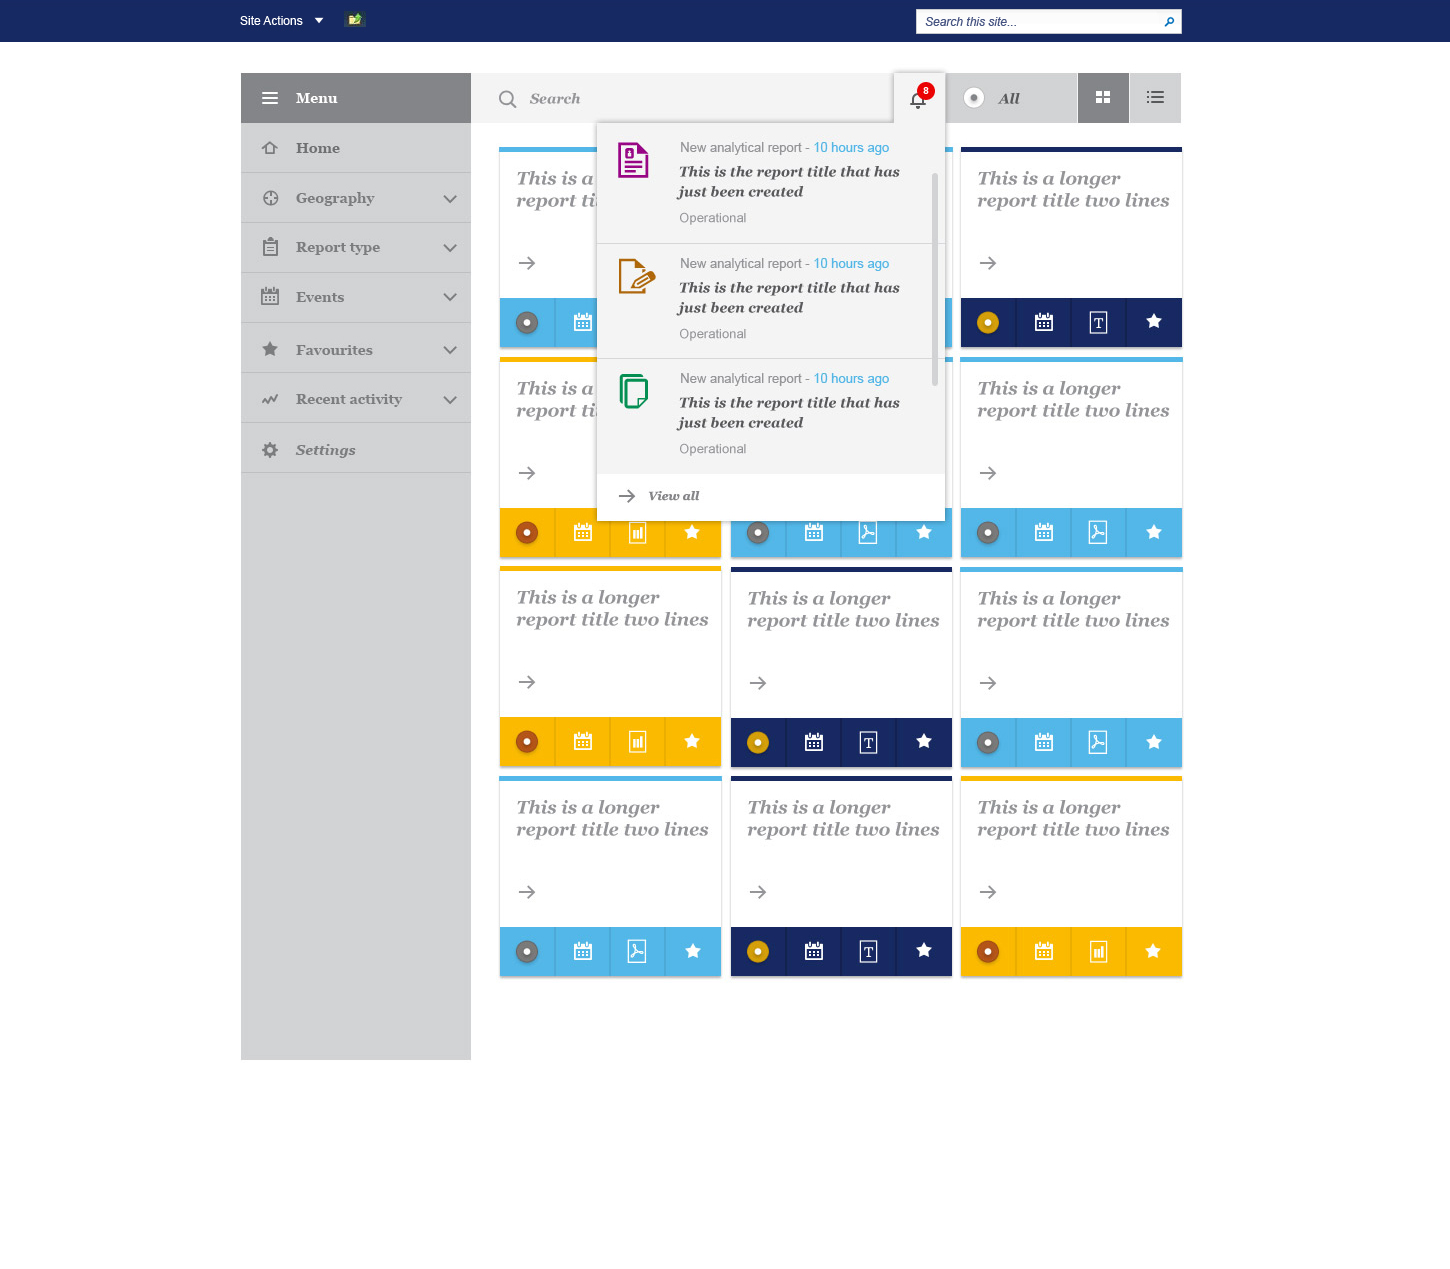 Site Actions
Search this site...
Menu
Search
8
All
Home
Geography
Report type
Events
Favourites
Recent activity
Settings
New analytical report - 10 hours ago
This is the report title that has
just been created
Operational
New analytical report - 10 hours ago
This is the report title that has
just been created
Operational
New analytical report - 10 hours ago
This is the report title that has
just been created
Operational
View all
This is a
report ti
This is a longer
report title two lines
T
This is a
report ti
This is a longer
report title two lines
This is a longer
report title two lines
This is a longer
report title two lines
T
This is a longer
report title two lines
This is a longer
report title two lines
This is a longer
report title two lines
T
This is a longer
report title two lines